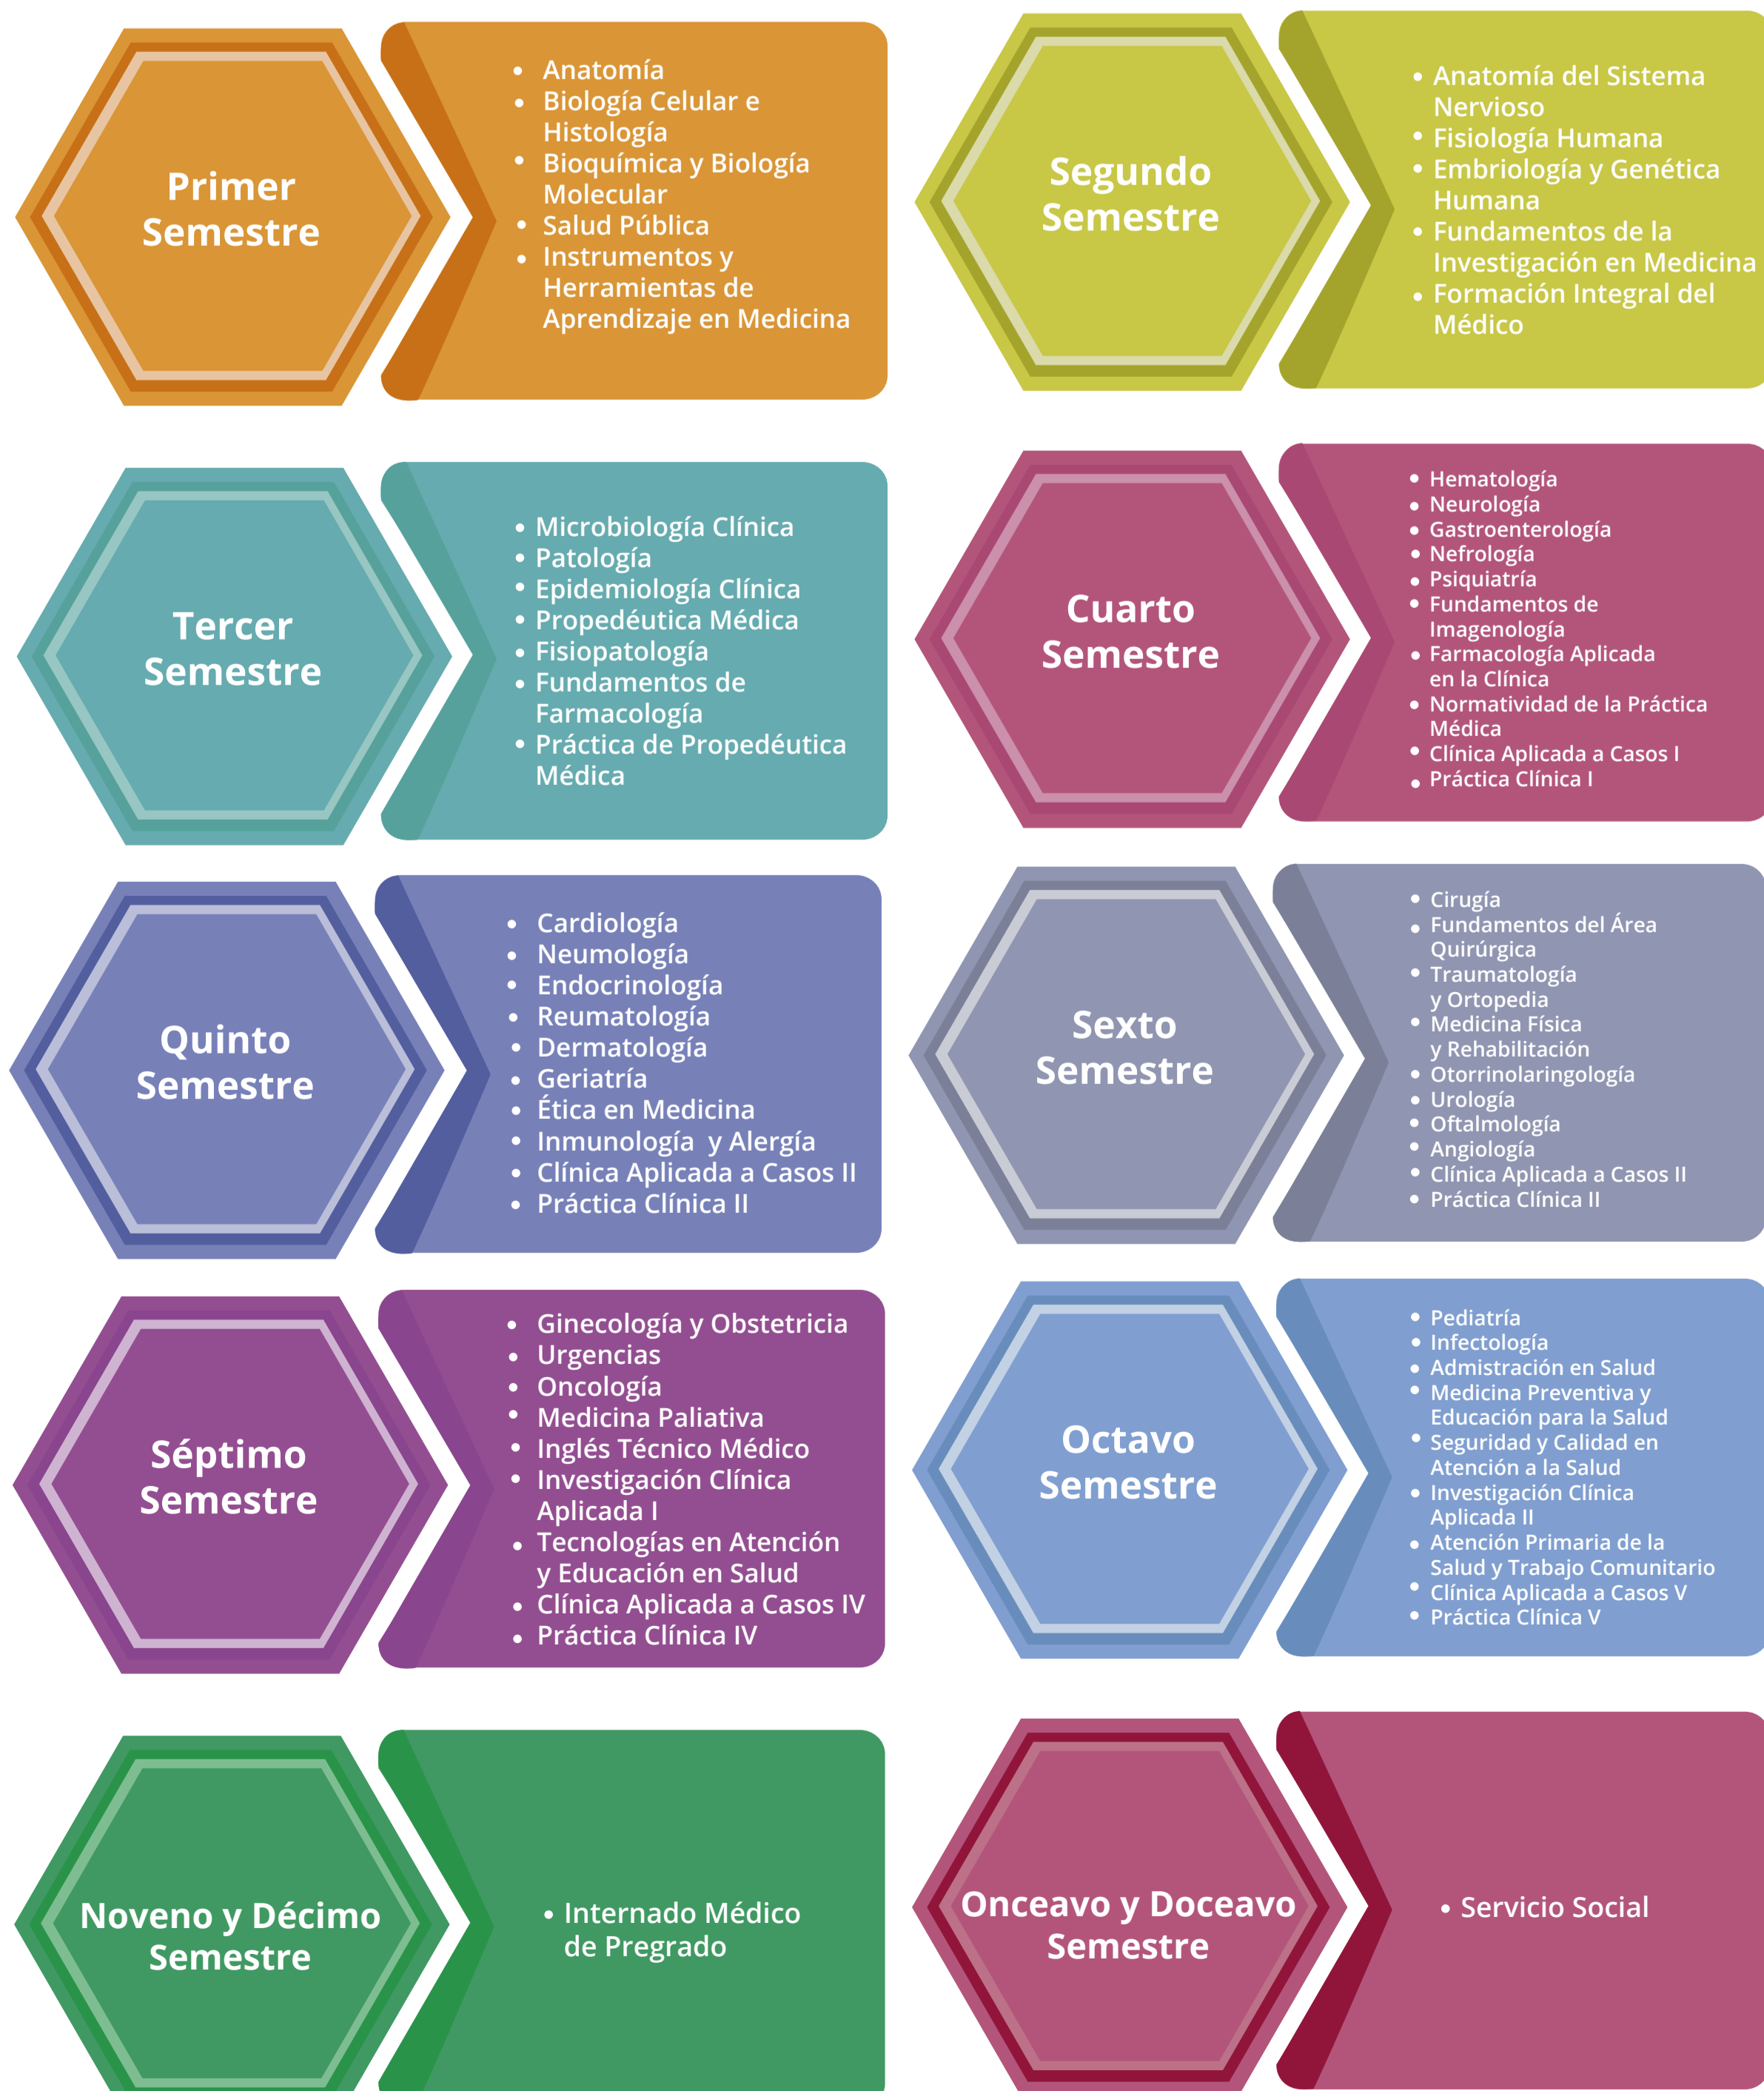 Primer
Semestre
• Anatomía
• Biología Celular e
Histología
• Bioquímica y Biología
Molecular
• Salud Pública
• Instrumentos y
Herramientas de
Aprendizaje en Medicina
Segundo
Semestre
• Anatomía del Sistema
Nervioso
• Fisiología Humana
• Embriología y Genética
Humana
• Fundamentos de la
Investigación en Medicina
• Formación Integral del
Médico
Tercer
Semestre
• Microbiología Clínica
• Patología
• Epidemiología Clínica
• Propedéutica Médica
• Fisiopatología
• Fundamentos de
Farmacología
• Práctica de Propedéutica
Médica
Cuarto
Semestre
• Hematología
• Neurología
• Gastroenterología
• Nefrología
• Psiquiatría
• Fundamentos de
Imagenología
• Farmacología Aplicada
en la Clínica
• Normatividad de la Práctica
Médica
• Clínica Aplicada a Casos I
• Práctica Clínica I
Quinto
Semestre
• Cardiología
• Neumología
• Endocrinología
• Reumatología
• Dermatología
• Geriatría
• Ética en Medicina
• Inmunología y Alergía
• Clínica Aplicada a Casos II
• Práctica Clínica II
Sexto
Semestre
• Cirugía
• Fundamentos del Área
Quirúrgica
• Traumatología
y Ortopedia
• Medicina Física
y Rehabilitación
• Otorrinolaringología
• Urología
• Oftalmología
• Angiología
• Clínica Aplicada a Casos II
• Práctica Clínica II
Séptimo
Semestre
• Ginecología y Obstetricia
• Urgencias
• Oncología
• Medicina Paliativa
• Inglés Técnico Médico
• Investigación Clínica
Aplicada I
• Tecnologías en Atención
y Educación en Salud
• Clínica Aplicada a Casos IV
• Práctica Clínica IV
Octavo
Semestre
• Pediatría
• Infectología
• Admistración en Salud
• Medicina Preventiva y
Educación para la Salud
• Seguridad y Calidad en
Atención a la Salud
• Investigación Clínica
Aplicada II
• Atención Primaria de la
Salud y Trabajo Comunitario
• Clínica Aplicada a Casos V
• Práctica Clínica V
Noveno y Décimo
Semestre
• Internado Médico
de Pregrado
Onceavo y Doceavo
Semestre
• Servicio Social